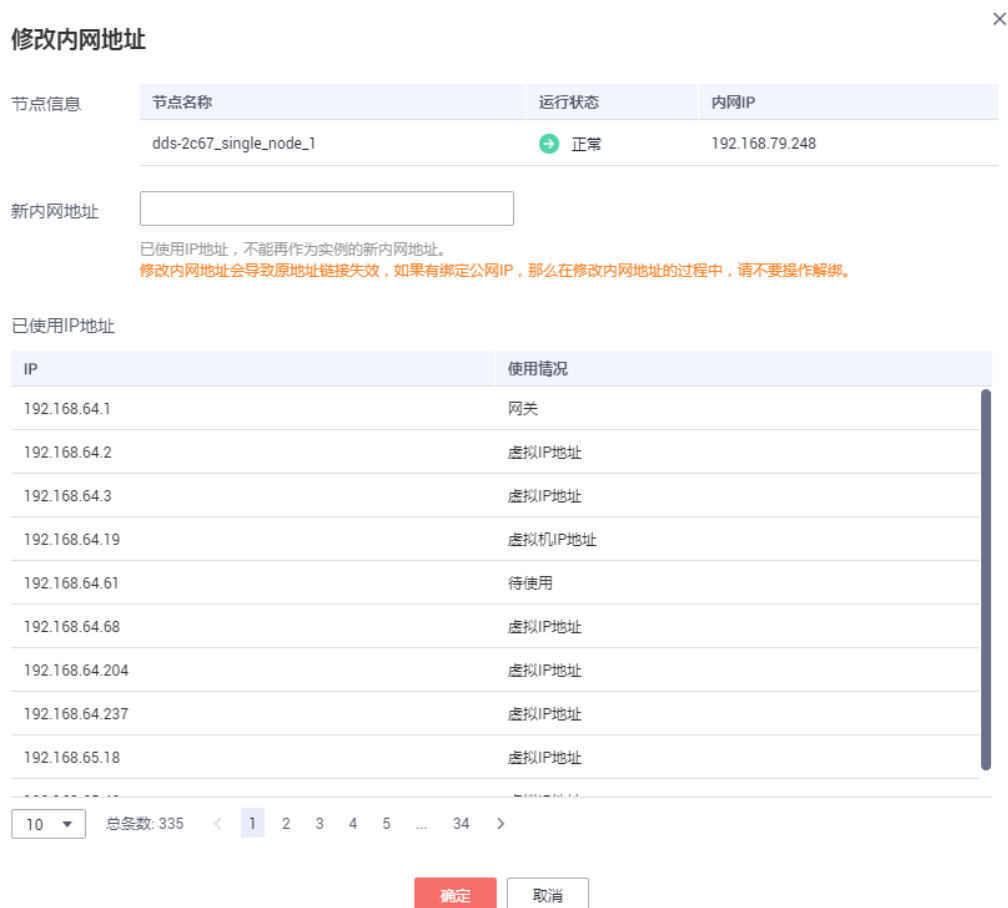 修改内网地址
节点信息
节点名称 运行状态 内网IP
dds-2c67_single_node_1 正常 192.168.79.248
新内网地址
已使用IP地址，不能再作为实例的新内网地址。
修改内网地址会导致原地址链接失效，如果有绑定公网IP，那么在修改内网地址的过程中，请不要操作解绑。
已使用IP地址
IP 使用情况
192.168.64.1 网关
192.168.64.2 虚拟IP地址
192.168.64.3 虚拟IP地址
192.168.64.19 虚拟机IP地址
192.168.64.61 待使用
192.168.64.68 虚拟IP地址
192.168.64.204 虚拟IP地址
192.168.64.237 虚拟IP地址
192.168.65.18 虚拟IP地址
10 总条数: 335 < 1 2 3 4 5 ... 34 >
确定 取消